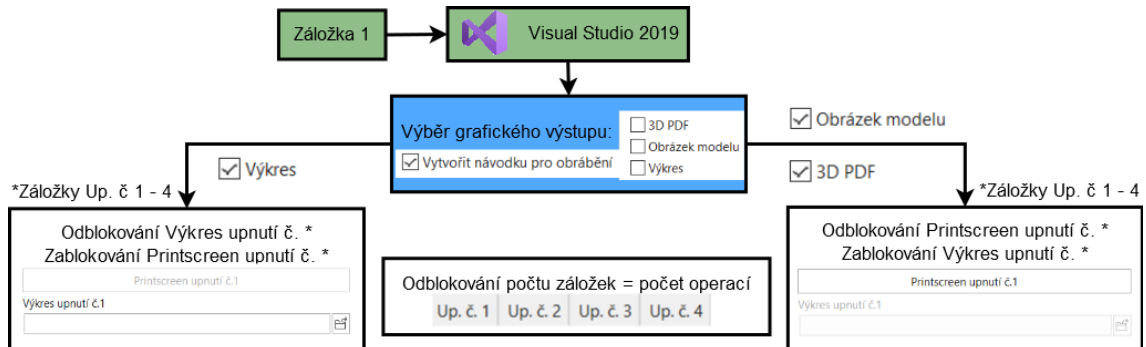 Záložka 1
Visual Studio 2019
Výběr grafického výstupu:
Vytvořit návodku pro obrábění
3D PDF
Obrázek modelu
Výkres
Výkres
Obrázek modelu
3D PDF
*Záložky Up. č 1 - 4
Odblokování Výkres upnutí č. *
Zablokování Printscreen upnutí č. *
Printscreen upnutí č.1
Výkres upnutí č.1
Odblokování počtu záložek = počet operací
Up. č. 1 Up. č. 2 Up. č. 3 Up. č. 4
*Záložky Up. č 1 - 4
Odblokování Printscreen upnutí č. *
Zablokování Výkres upnutí č. *
Printscreen upnutí č.1
Výkres upnutí č.1